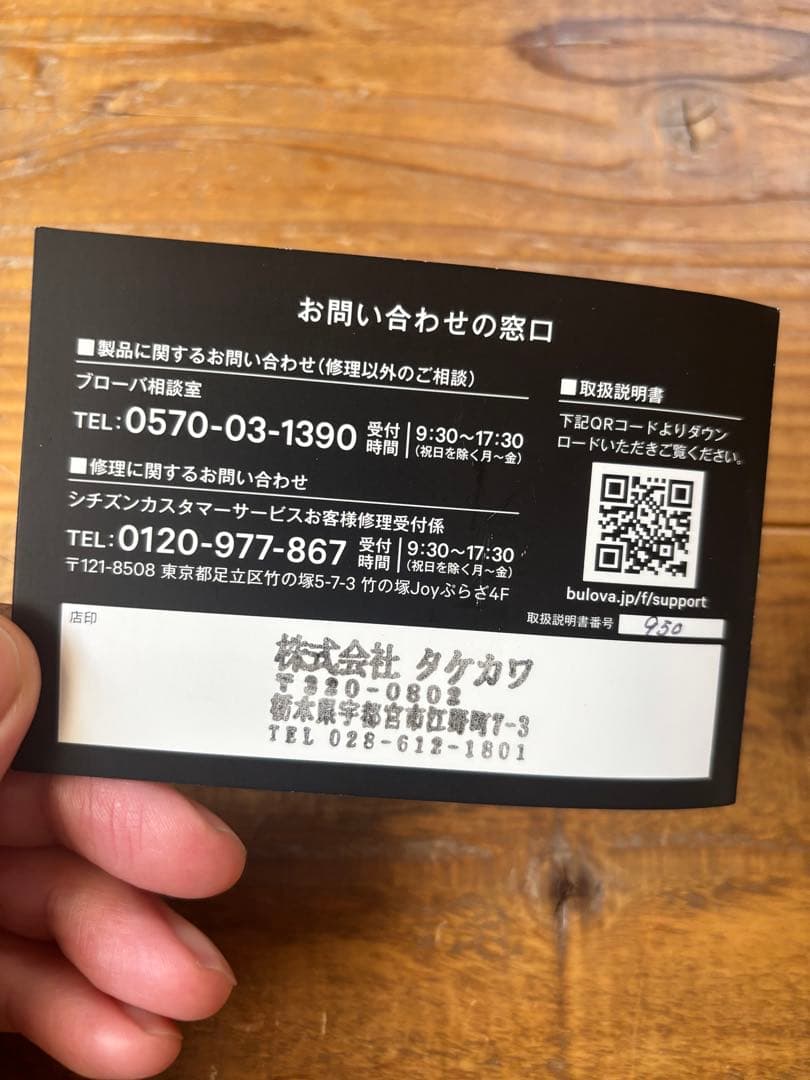 お問い合わせの窓口
■製品に関するお問い合わせ(修理以外のご相談)
ブローバ相談室
TEL:0570-03-1390 受付時間 9:30〜17:30 (祝日を除く月〜金)
■修理に関するお問い合わせ
シチズンカスタマーサービスお客様修理受付係
TEL:0120-977-867 受付時間 9:30〜17:30 (祝日を除く月〜金)
〒121-8508 東京都足立区竹の塚5-7-3 竹の塚Joyぷらざ4F
■取扱説明書
下記QRコードよりダウン
ロードいただきご覧ください。
bulova.jp/f/support
取扱説明書番号 950
店印
株式会社 タケカワ
〒320-0802
栃木県宇都宮市江野町7-3
TEL 028-612-1801